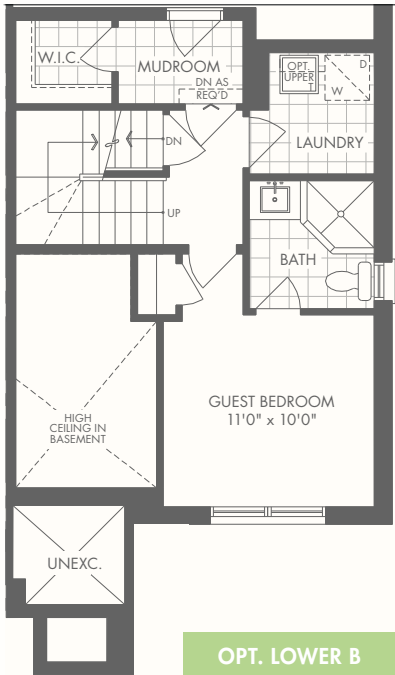 W.I.C.
MUDROOM
DN AS
REQ'D
OPT.
UPPER
D
W
LAUNDRY
DN
UP
BATH
GUEST BEDROOM
11'0" x 10'0"
HIGH
CEILING IN
BASEMENT
UNEXC.
OPT. LOWER B